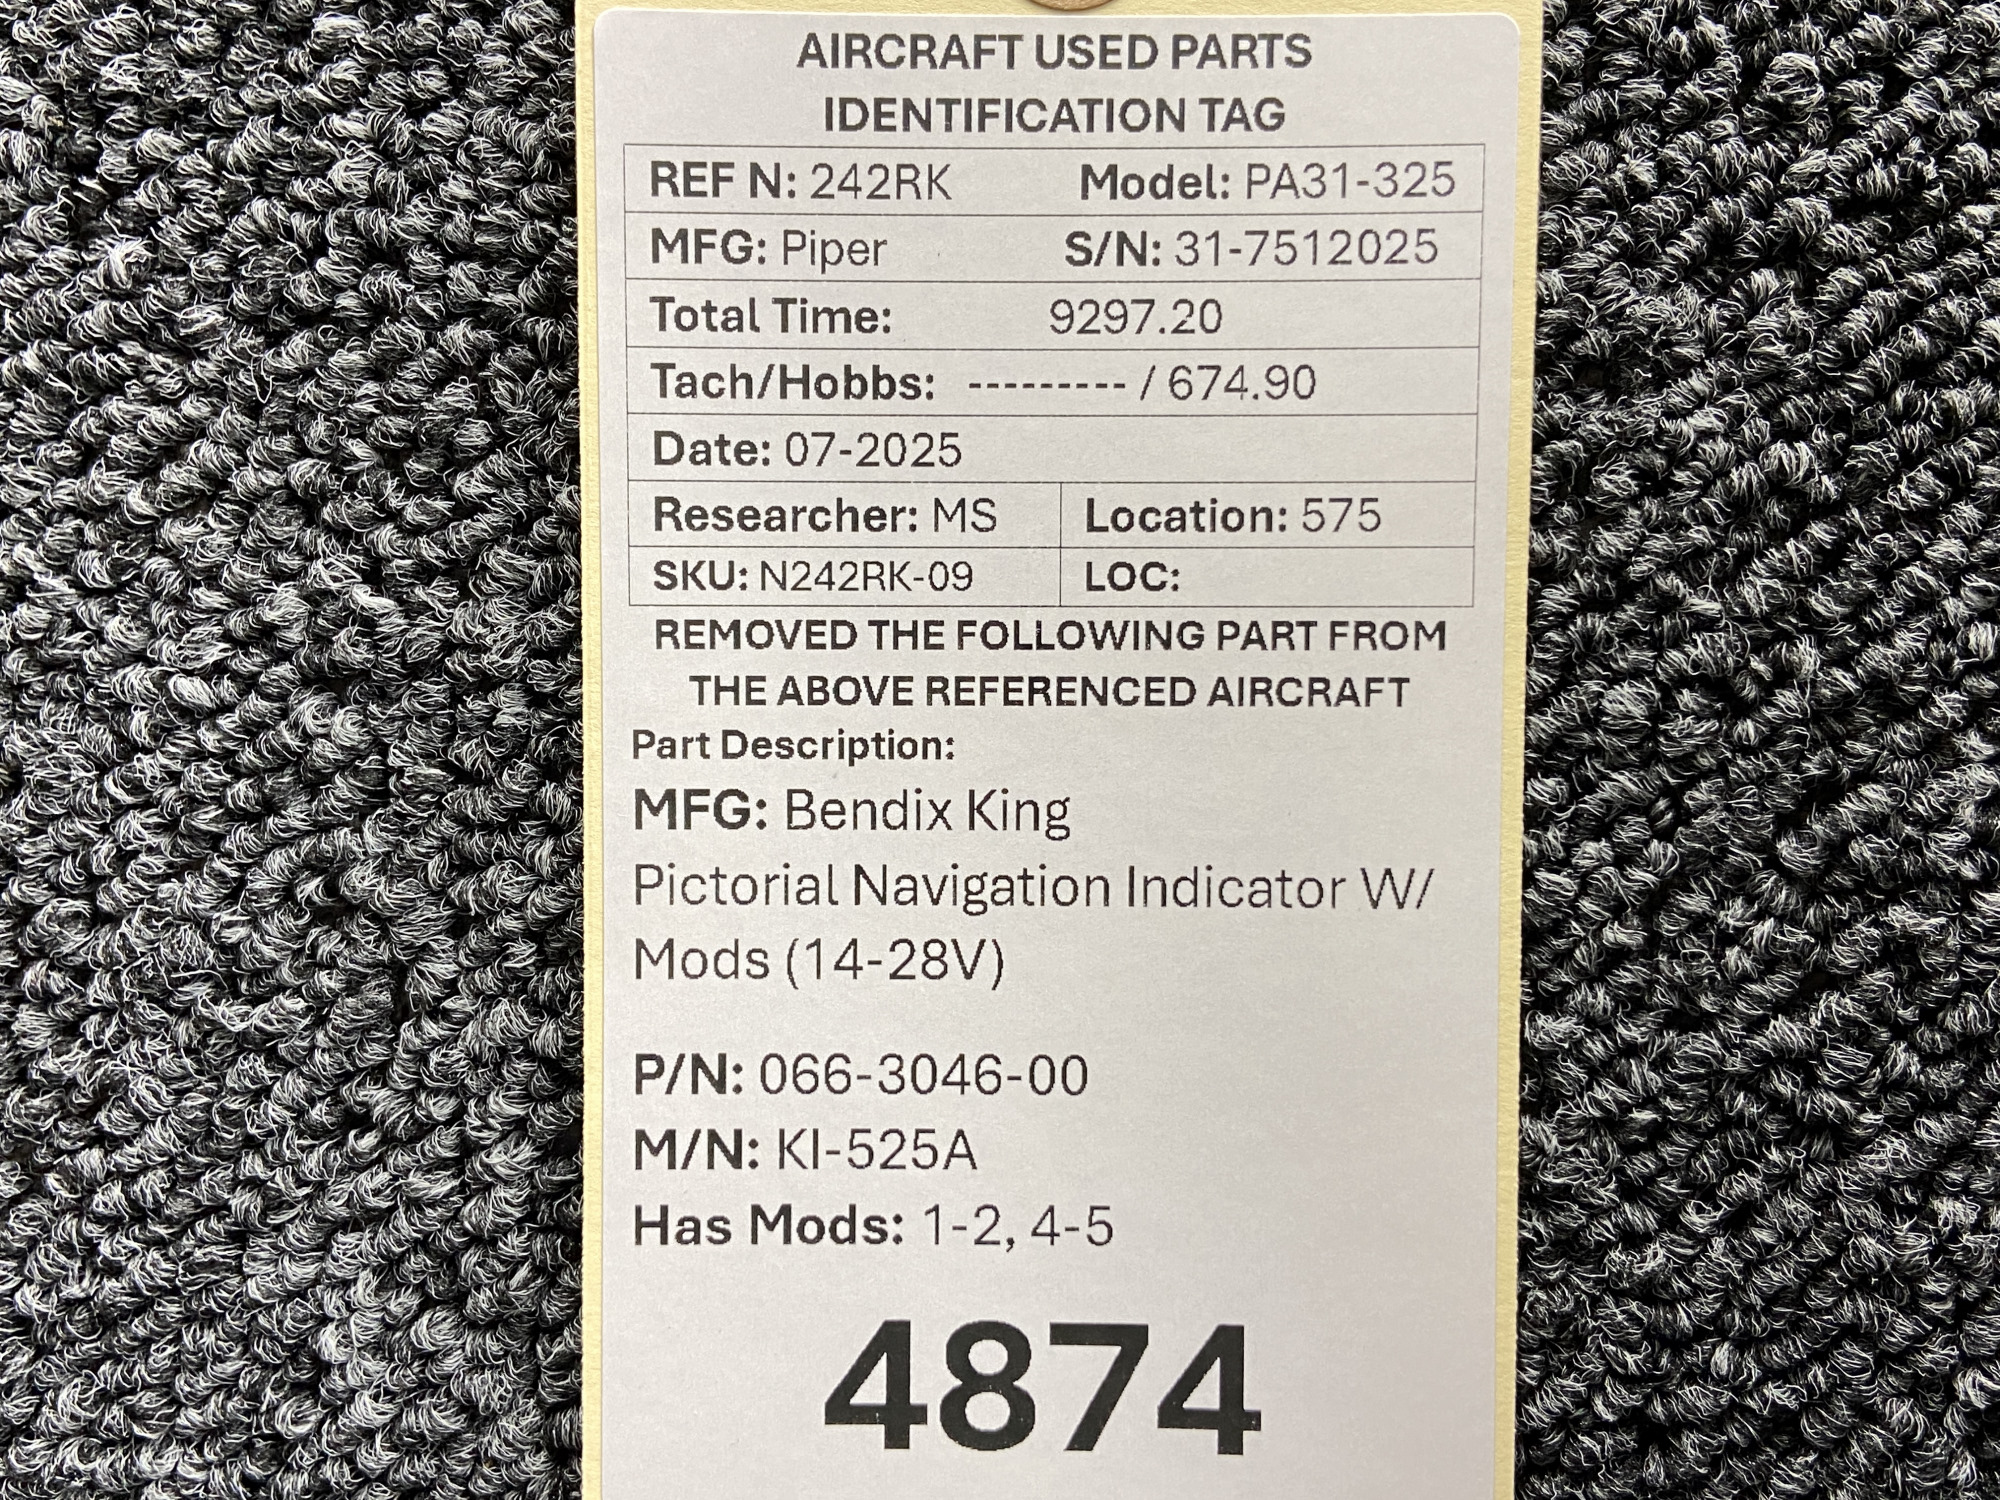 AIRCRAFT USED PARTS
IDENTIFICATION TAG
REF N: 242RK Model: PA31-325
MFG: Piper S/N: 31-7512025
Total Time: 9297.20
Tach/Hobbs: --------- / 674.90
Date: 07-2025
Researcher: MS Location: 575
SKU: N242RK-09 LOC:
REMOVED THE FOLLOWING PART FROM
THE ABOVE REFERENCED AIRCRAFT
Part Description:
MFG: Bendix King
Pictorial Navigation Indicator W/
Mods (14-28V)
P/N: 066-3046-00
M/N: KI-525A
Has Mods: 1-2, 4-5
4874